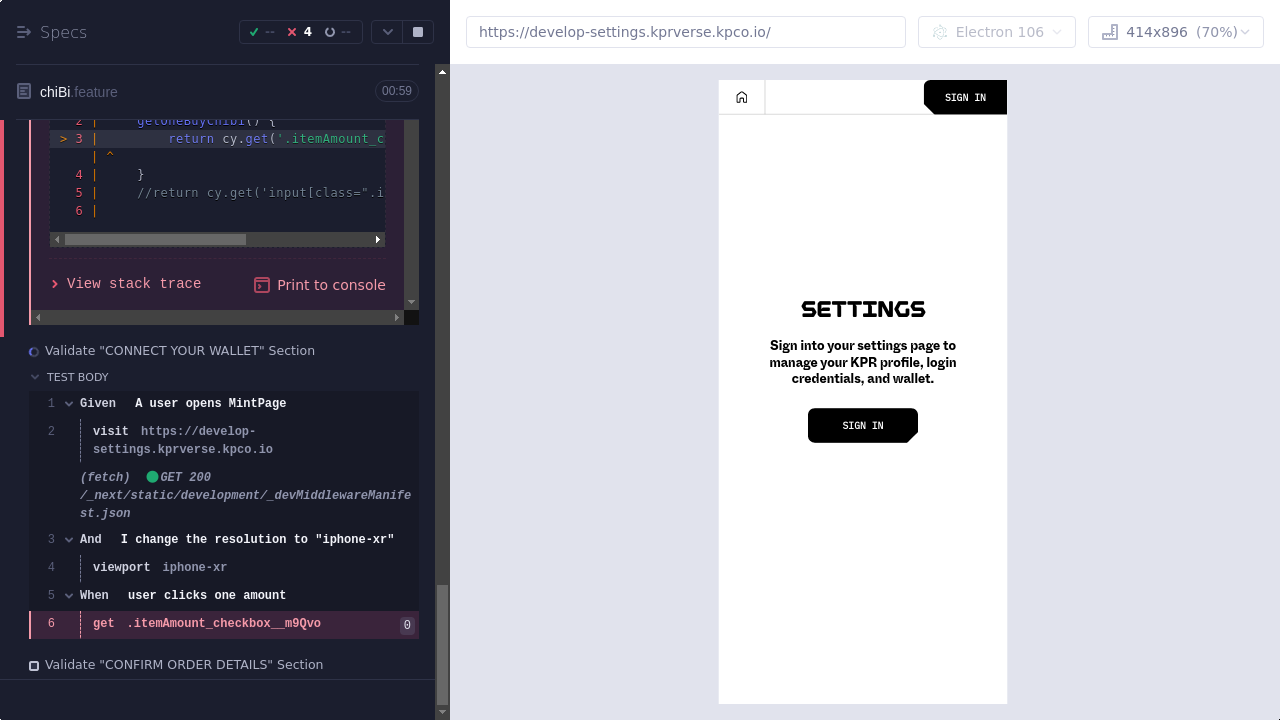 Specs
-- 4 --
chiBi.feature 00:59
2 | getOneBuyChibi() {
> 3 | return cy.get('.itemAmount_c
| ^
4 | }
5 | //return cy.get('input[class=".i
6 |
View stack trace Print to console
Validate "CONNECT YOUR WALLET" Section
TEST BODY
1 Given A user opens MintPage
2 visit https://develop-
settings.kprverse.kpco.io
(fetch) GET 200
/_next/static/development/_devMiddlewareManife
st.json
3 And I change the resolution to "iphone-xr"
4 viewport iphone-xr
5 When user clicks one amount
6 get .itemAmount_checkbox__m9Qvo 0
Validate "CONFIRM ORDER DETAILS" Section
https://develop-settings.kprverse.kpco.io/
Electron 106
414x896 (70%)
SIGN IN
SETTINGS
Sign into your settings page to
manage your KPR profile, login
credentials, and wallet.
SIGN IN